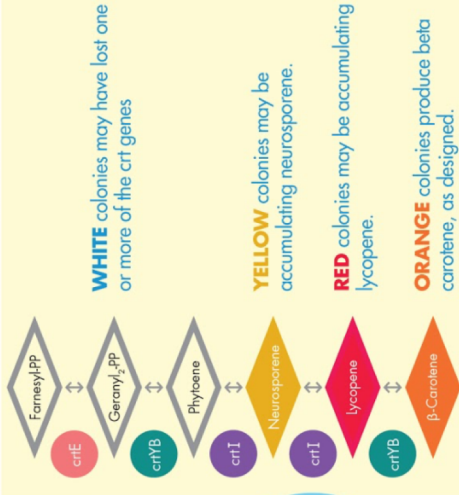 Farnesyl-PP
crtE
Geranyl₂-PP
crtYB
Phytoene
crtI
Neurosporene
crtI
Lycopene
crtYB
β-Carotene
WHITE colonies may have lost one
or more of the crt genes
YELLOW colonies may be
accumulating neurosporene.
RED colonies may be accumulating
lycopene.
ORANGE colonies produce beta
carotene, as designed.